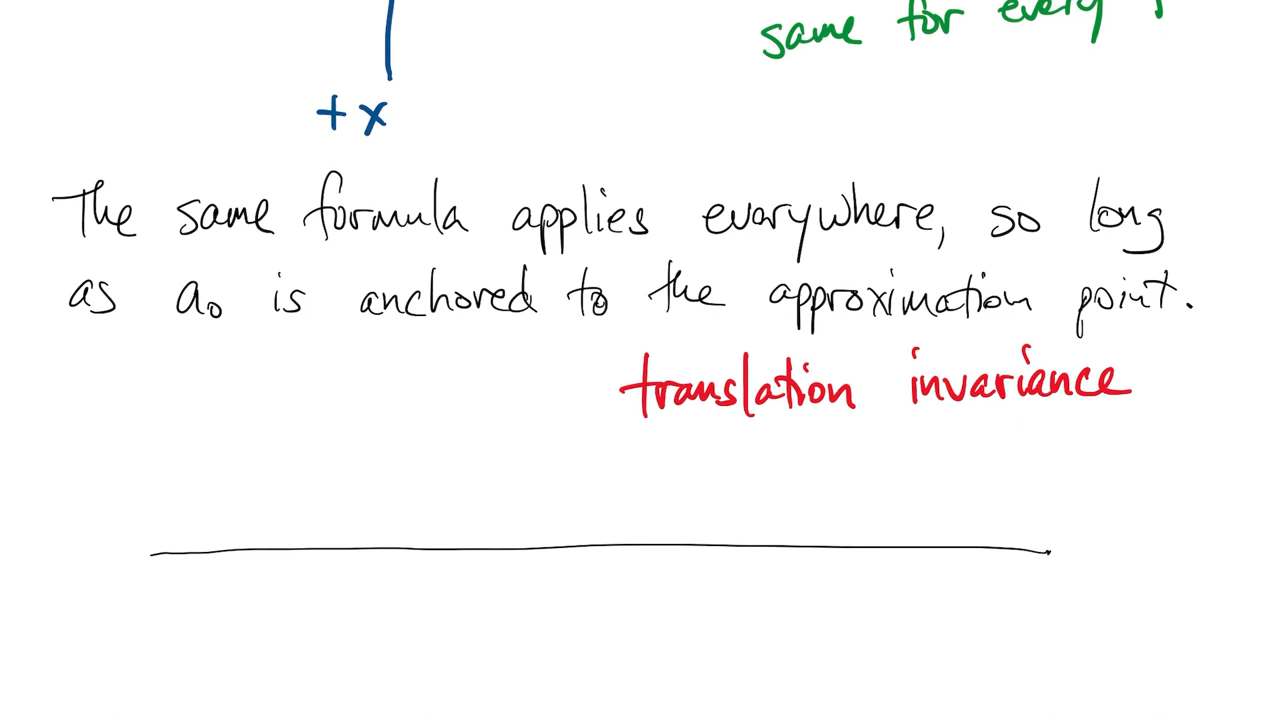 same for every
+x
The same formula applies everywhere, so long
as a₀ is anchored to the approximation point.
translation invariance